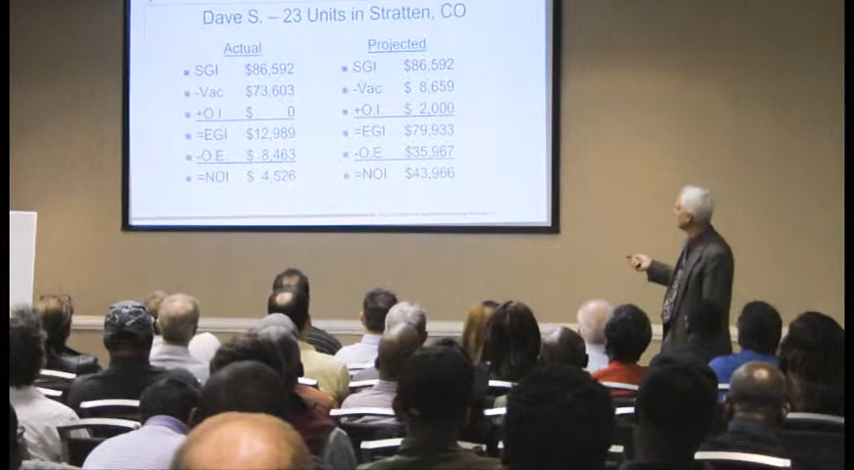 Dave S. – 23 Units in Stratten, CO
Actual
▪ SGI $86,592
▪ -Vac. $73,603
▪ +O.I $ 0
▪ =EGI $12,989
▪ -O.E. $ 8,463
▪ =NOI $ 4,526
Projected
▪ SGI $86,592
▪ -Vac. $ 8,659
▪ +O.I $ 2,000
▪ =EGI $79,933
▪ -O.E $35,967
▪ =NOI $43,966